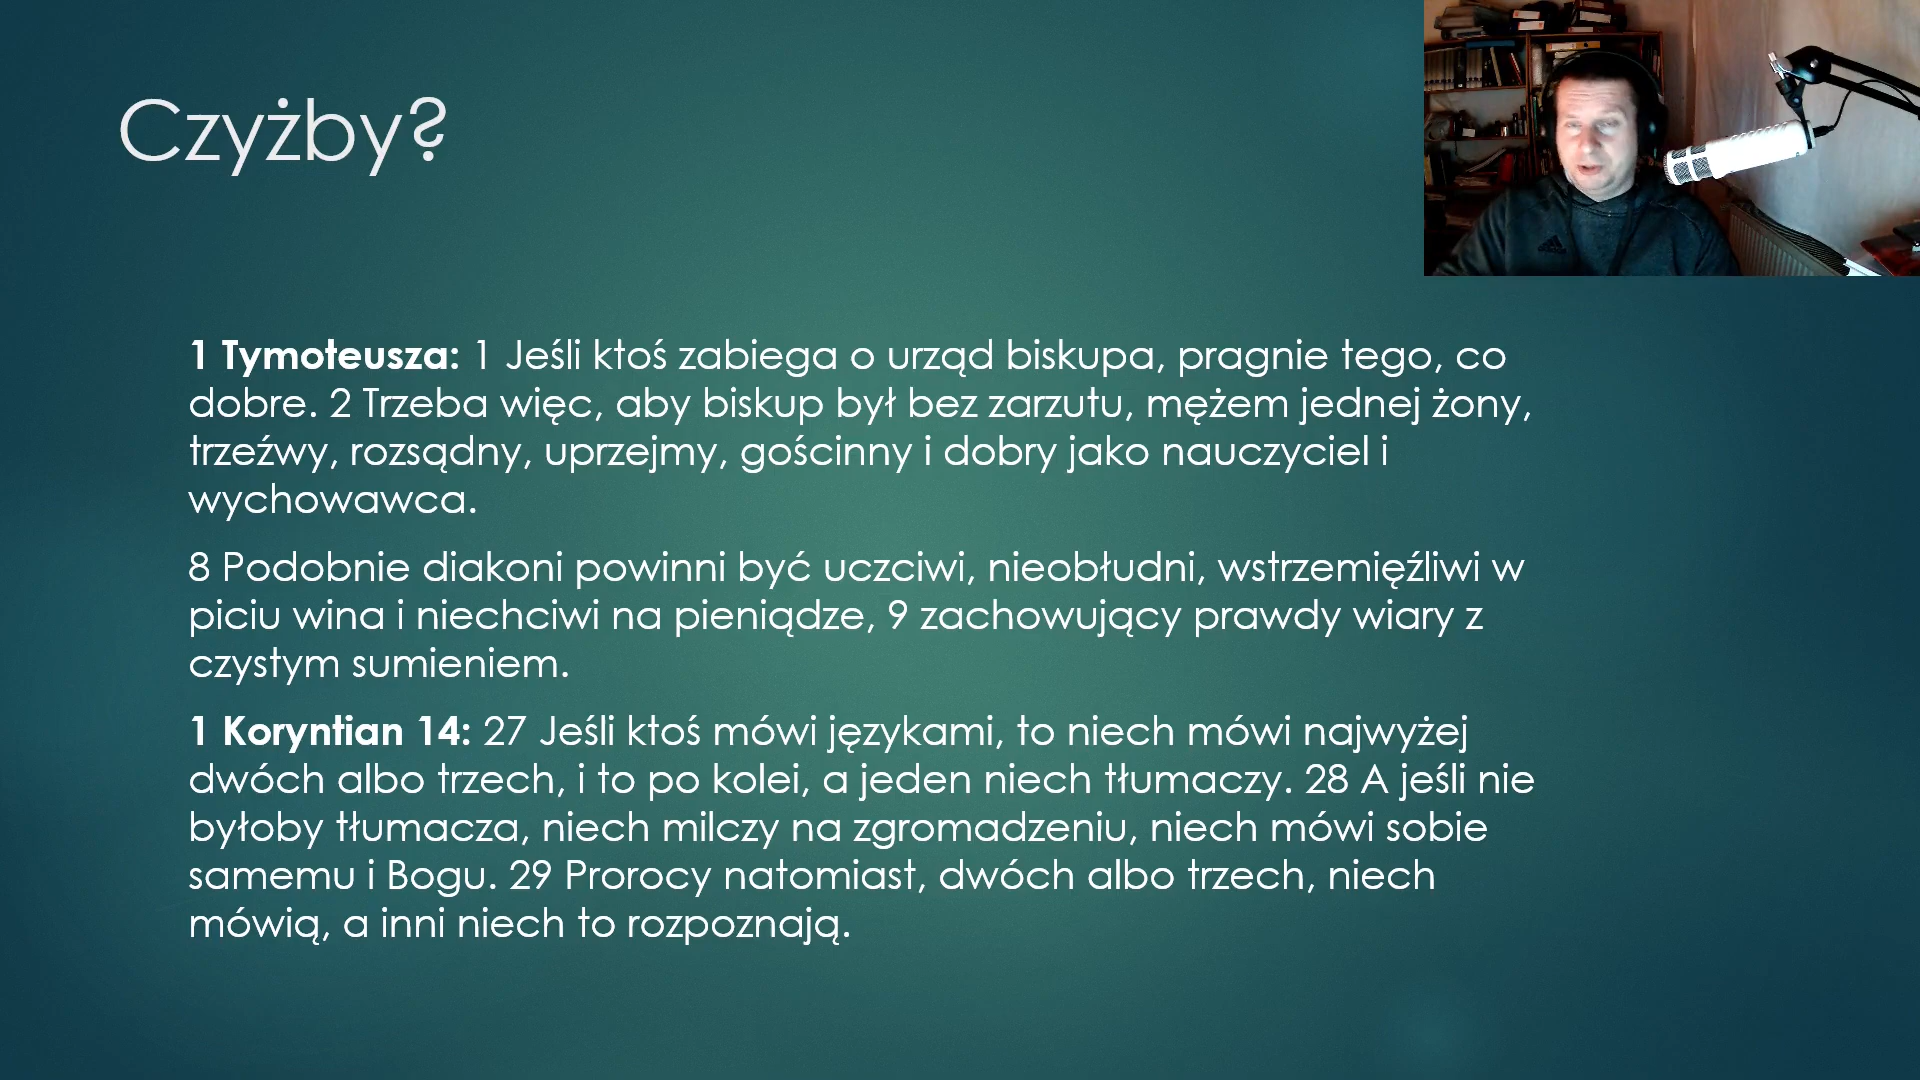 Czyżby?
1 Tymoteusza: 1 Jeśli ktoś zabiega o urząd biskupa, pragnie tego, co
dobre. 2 Trzeba więc, aby biskup był bez zarzutu, mężem jednej żony,
trzeźwy, rozsądny, uprzejmy, gościnny i dobry jako nauczyciel i
wychowawca.
8 Podobnie diakoni powinni być uczciwi, nieobłudni, wstrzemięźliwi w
piciu wina i niechciwi na pieniądze, 9 zachowujący prawdy wiary z
czystym sumieniem.
1 Koryntian 14: 27 Jeśli ktoś mówi językami, to niech mówi najwyżej
dwóch albo trzech, i to po kolei, a jeden niech tłumaczy. 28 A jeśli nie
byłoby tłumacza, niech milczy na zgromadzeniu, niech mówi sobie
samemu i Bogu. 29 Prorocy natomiast, dwóch albo trzech, niech
mówią, a inni niech to rozpoznają.